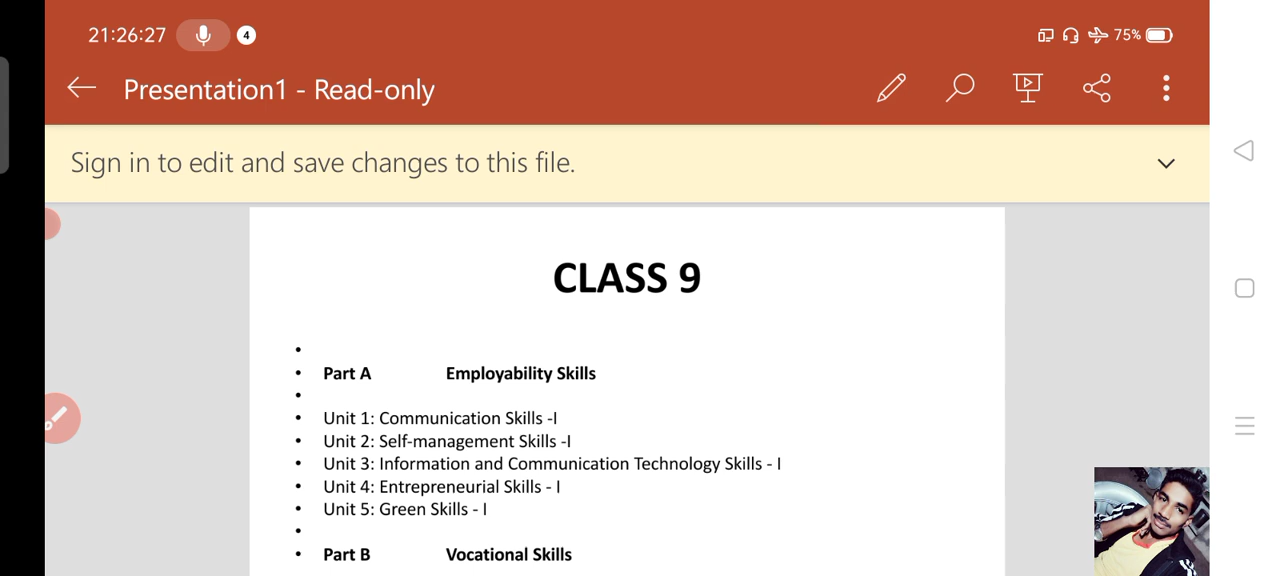 21:26:27 4 75%
Presentation1 - Read-only
Sign in to edit and save changes to this file.
CLASS 9
•
• Part A Employability Skills
•
• Unit 1: Communication Skills -I
• Unit 2: Self-management Skills -I
• Unit 3: Information and Communication Technology Skills - I
• Unit 4: Entrepreneurial Skills - I
• Unit 5: Green Skills - I
•
• Part B Vocational Skills